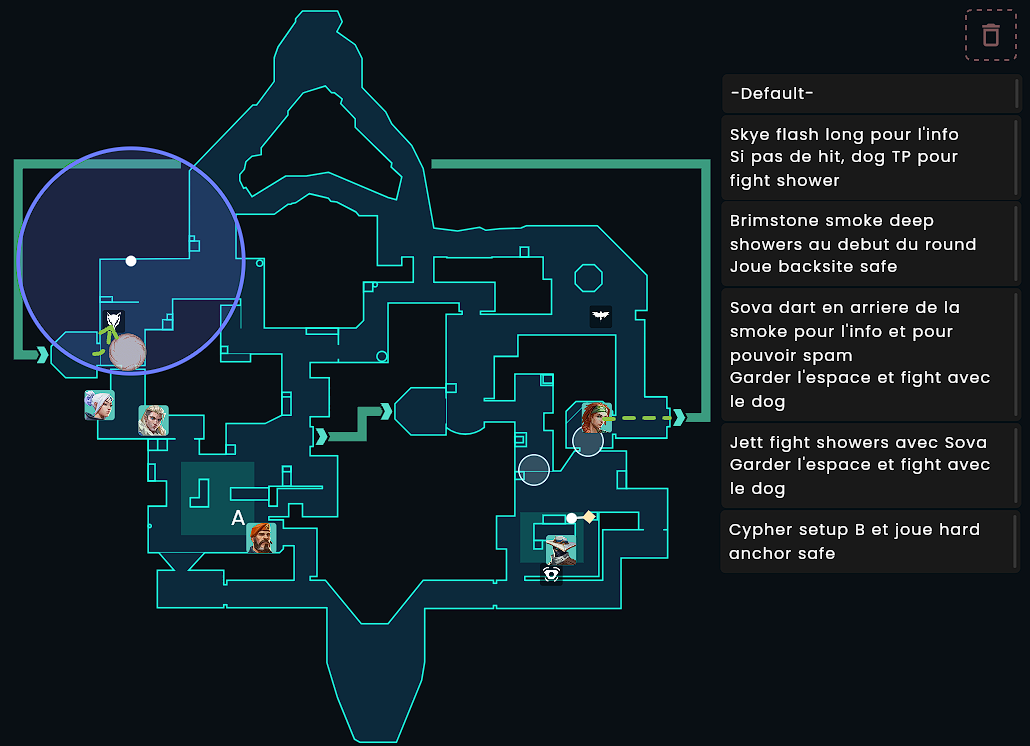 -Default-
Skye flash long pour l'info
Si pas de hit, dog TP pour
fight shower
Brimstone smoke deep
showers au debut du round
Joue backsite safe
Sova dart en arriere de la
smoke pour l'info et pour
pouvoir spam
Garder l'espace et fight avec
le dog
Jett fight showers avec Sova
Garder l'espace et fight avec
le dog
Cypher setup B et joue hard
anchor safe
A